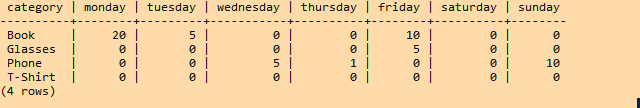 category | monday | tuesday | wednesday | thursday | friday | saturday | sunday
----------+--------+---------+-----------+----------+--------+----------+--------
Book | 20 | 5 | 0 | 0 | 10 | 0 | 0
Glasses | 0 | 0 | 0 | 0 | 5 | 0 | 0
Phone | 0 | 0 | 5 | 1 | 0 | 0 | 10
T-Shirt | 0 | 0 | 0 | 0 | 0 | 0 | 0
(4 rows)